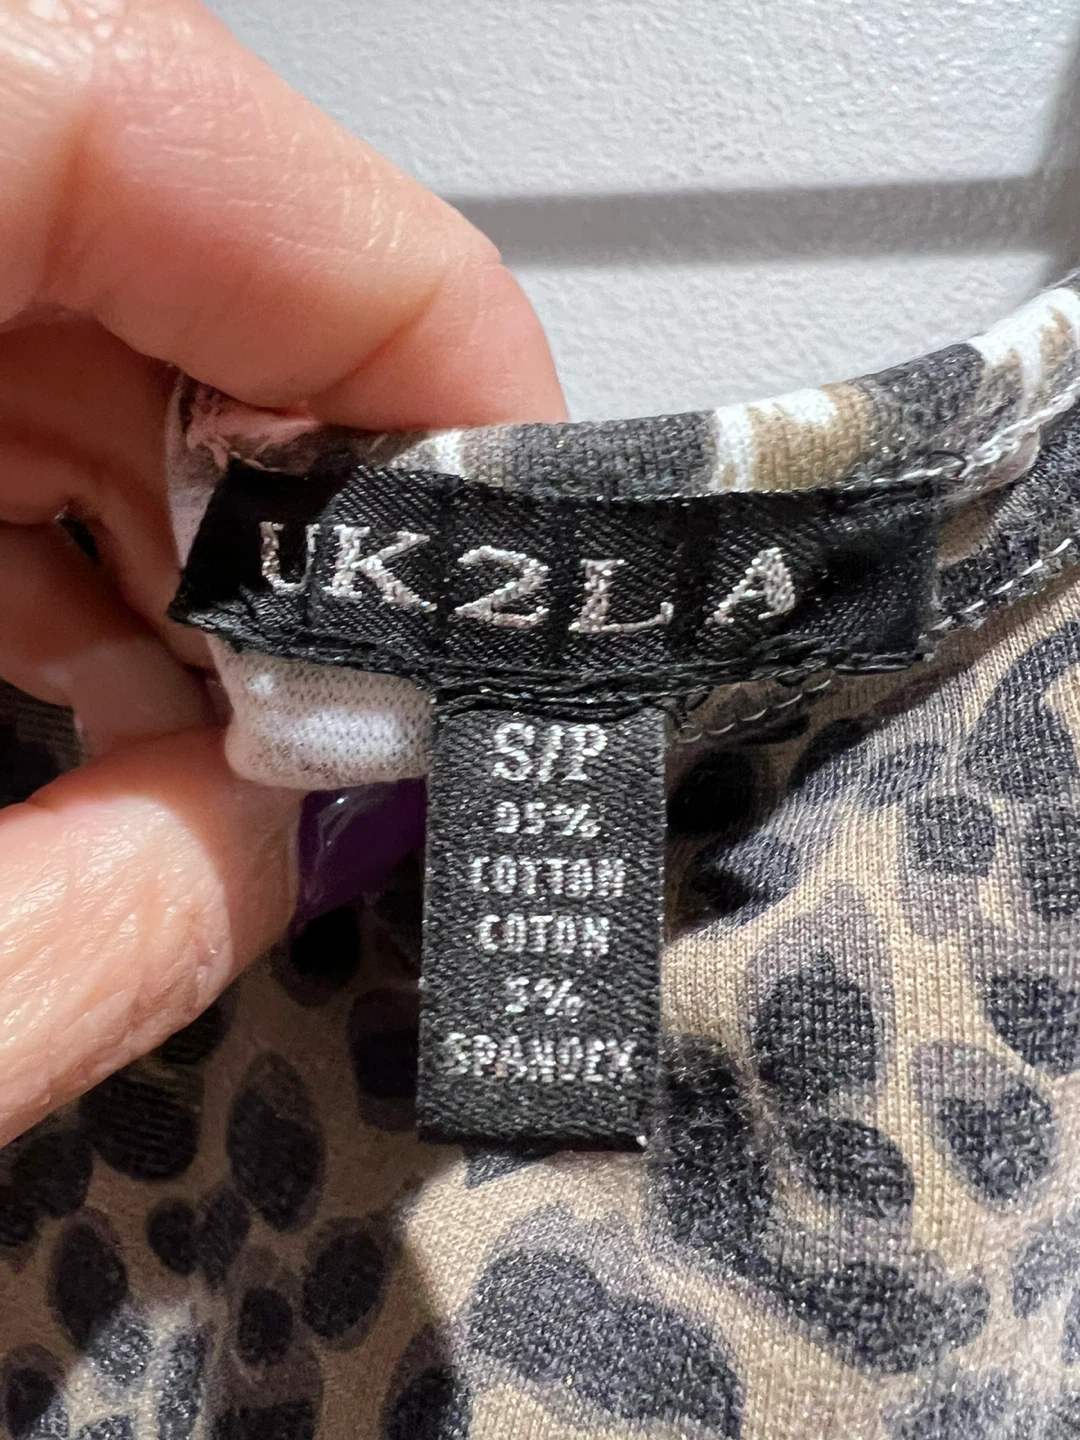 UK2LA
S/P
95%
COTTON
COTON
5%
SPANDEX